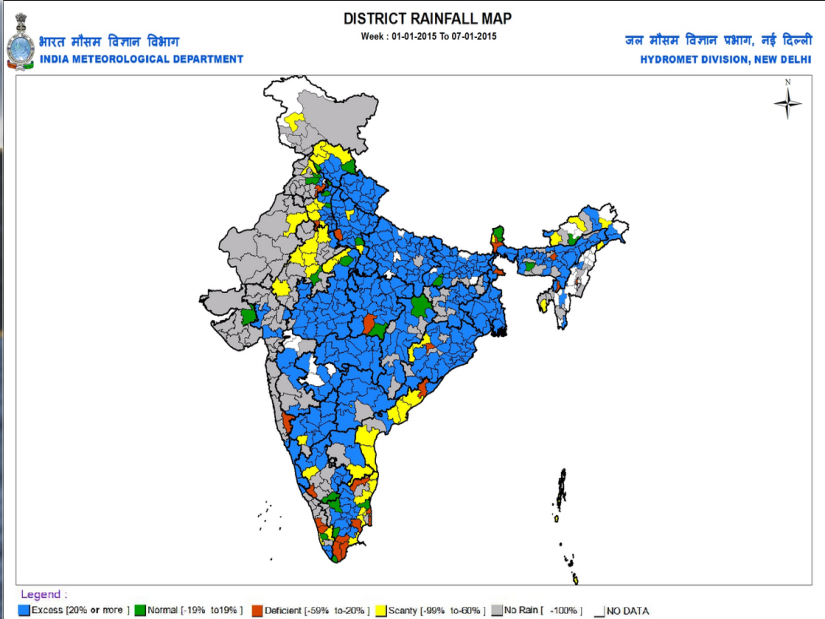 DISTRICT RAINFALL MAP
Week : 01-01-2015 To 07-01-2015
भारत मौसम विज्ञान विभाग
INDIA METEOROLOGICAL DEPARTMENT
जल मौसम विज्ञान प्रभाग, नई दिल्ली
HYDROMET DIVISION, NEW DELHI
N
Legend :
Excess [20% or more ] Normal [-19% to19% ] Deficient [-59% to-20% ] Scanty [-99% to-60% ] No Rain [ -100% ] NO DATA